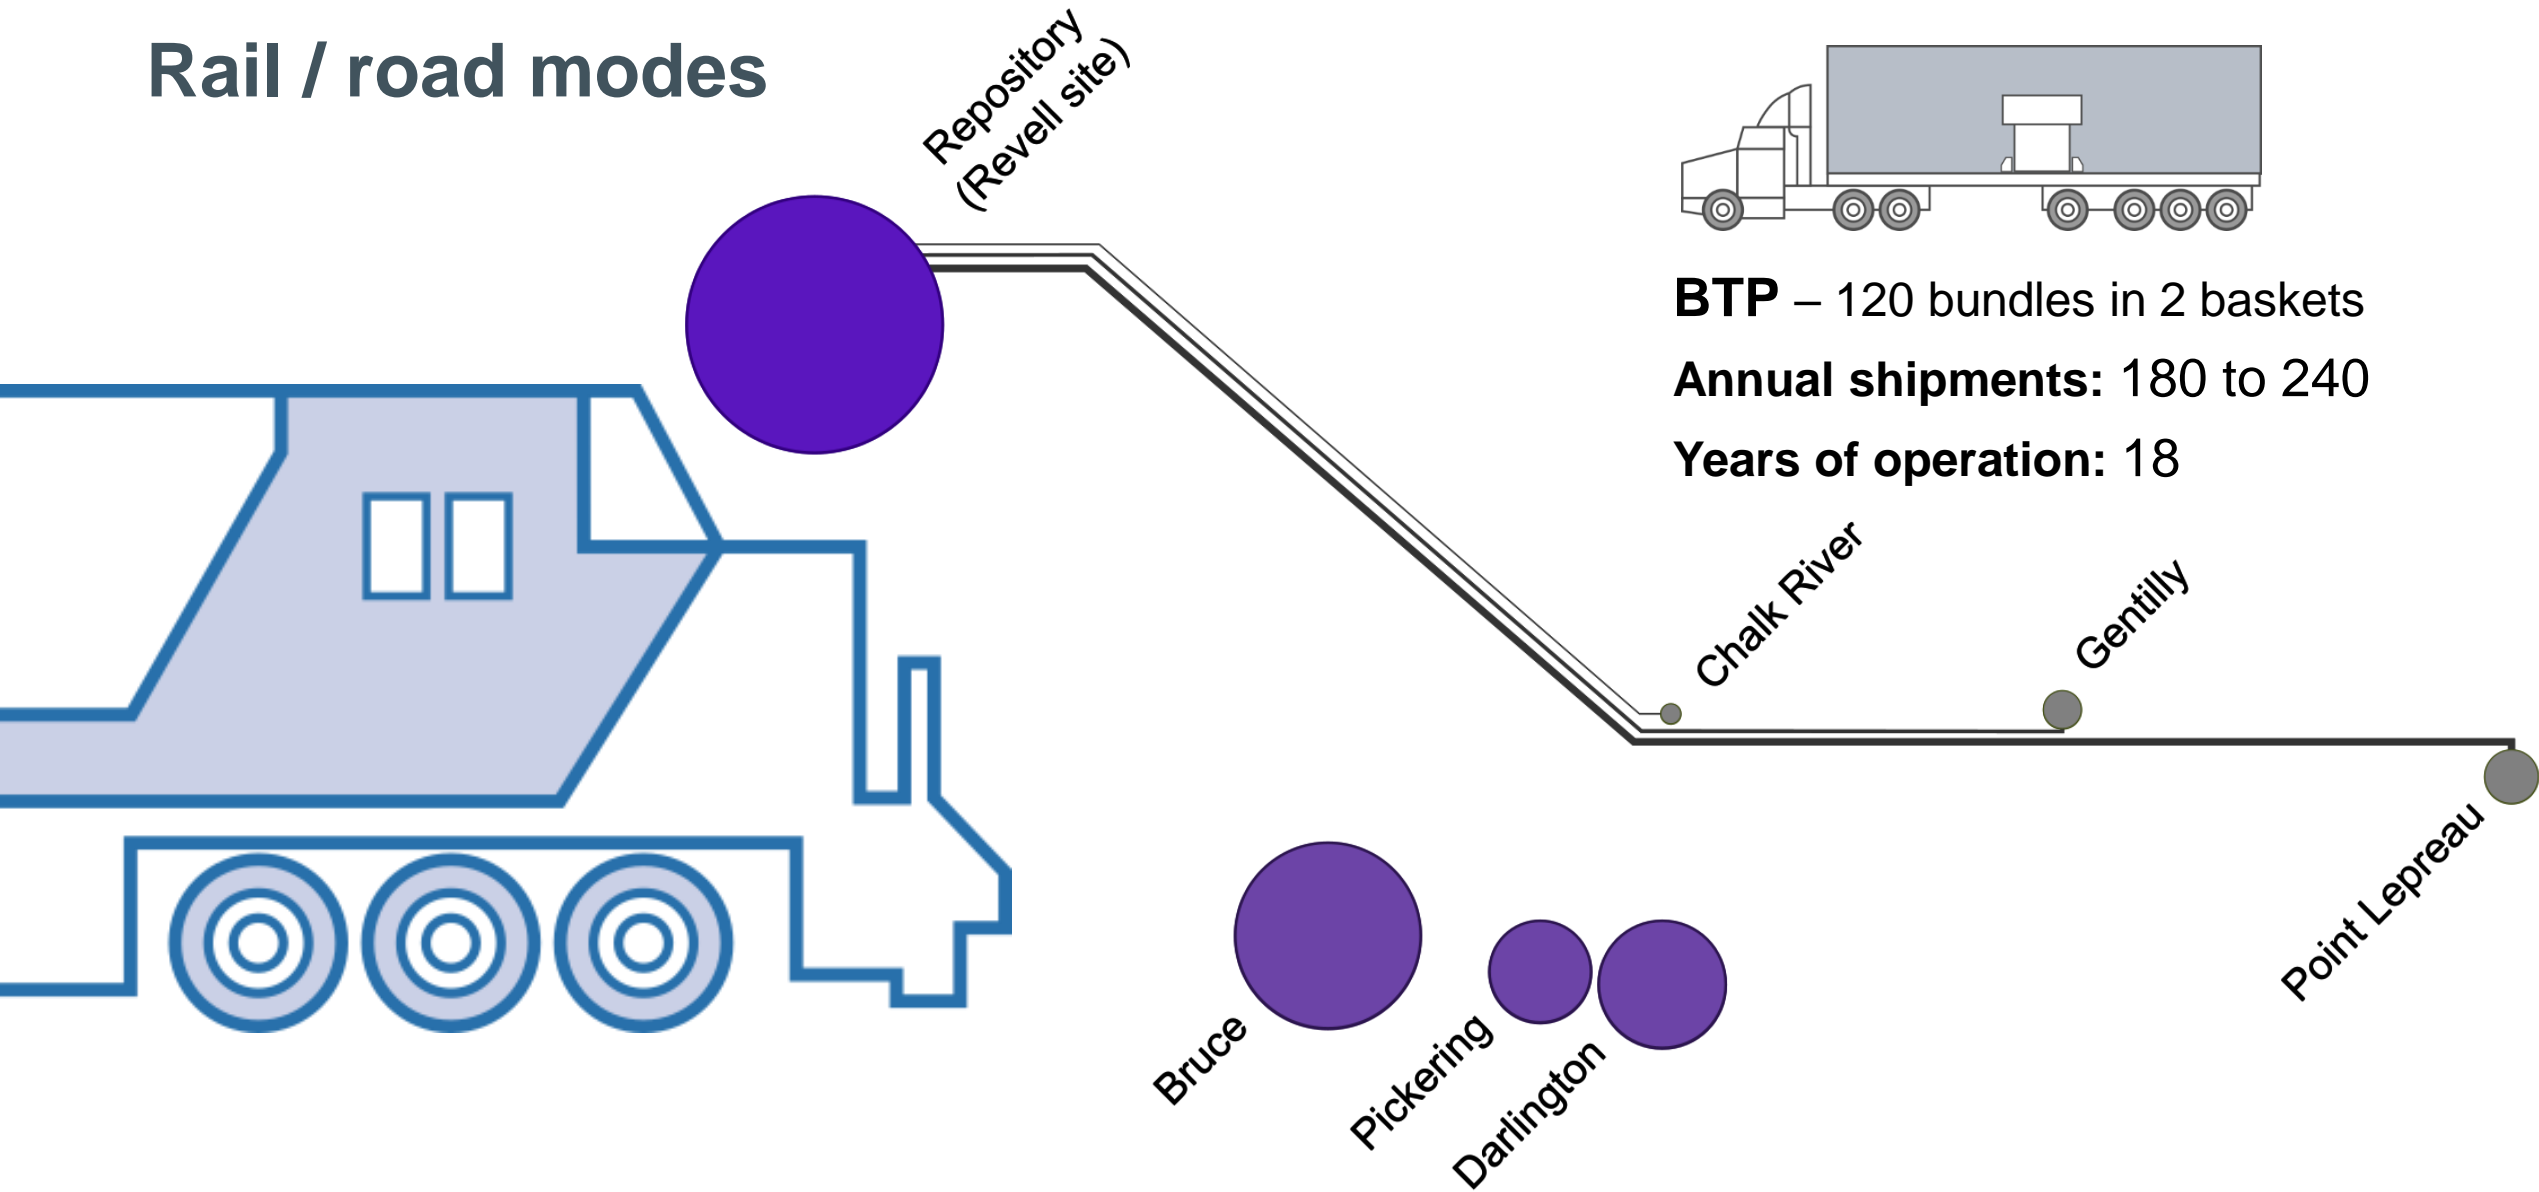 Rail / road modes
Repository
(Revell site)
BTP – 120 bundles in 2 baskets
Annual shipments: 180 to 240
Years of operation: 18
Chalk River
Gentilly
Point Lepreau
Bruce
Pickering
Darlington